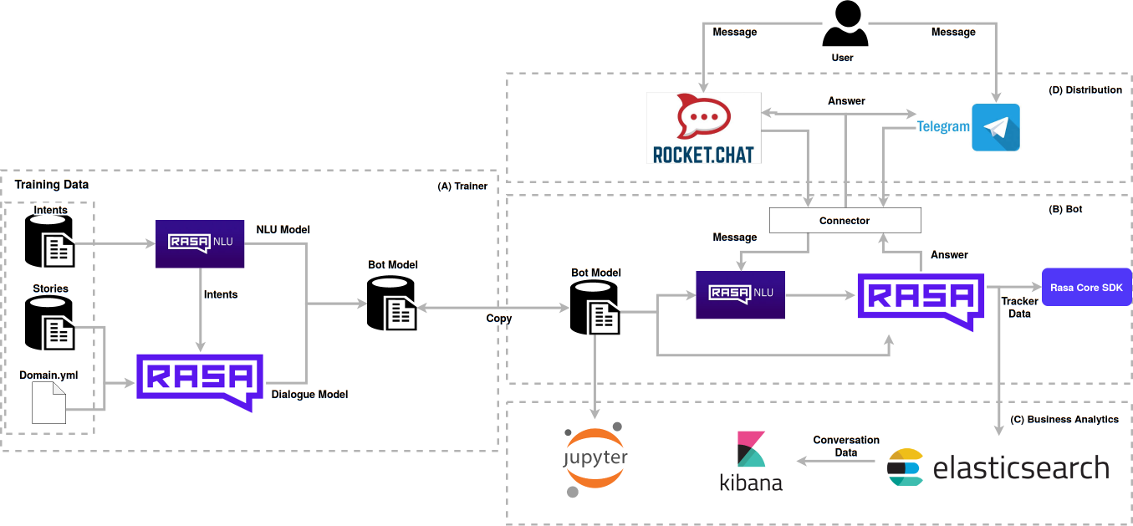 Message
Message
User
(D) Distribution
Answer
ROCKET.CHAT
Telegram
Training Data
(A) Trainer
Intents
RASA NLU
NLU Model
Bot Model
Intents
Stories
Domain.yml
RASA
Dialogue Model
Copy
(B) Bot
Connector
Message
Answer
Bot Model
RASA NLU
RASA
Rasa Core SDK
Tracker
Data
(C) Business Analytics
jupyter
kibana
Conversation
Data
elasticsearch